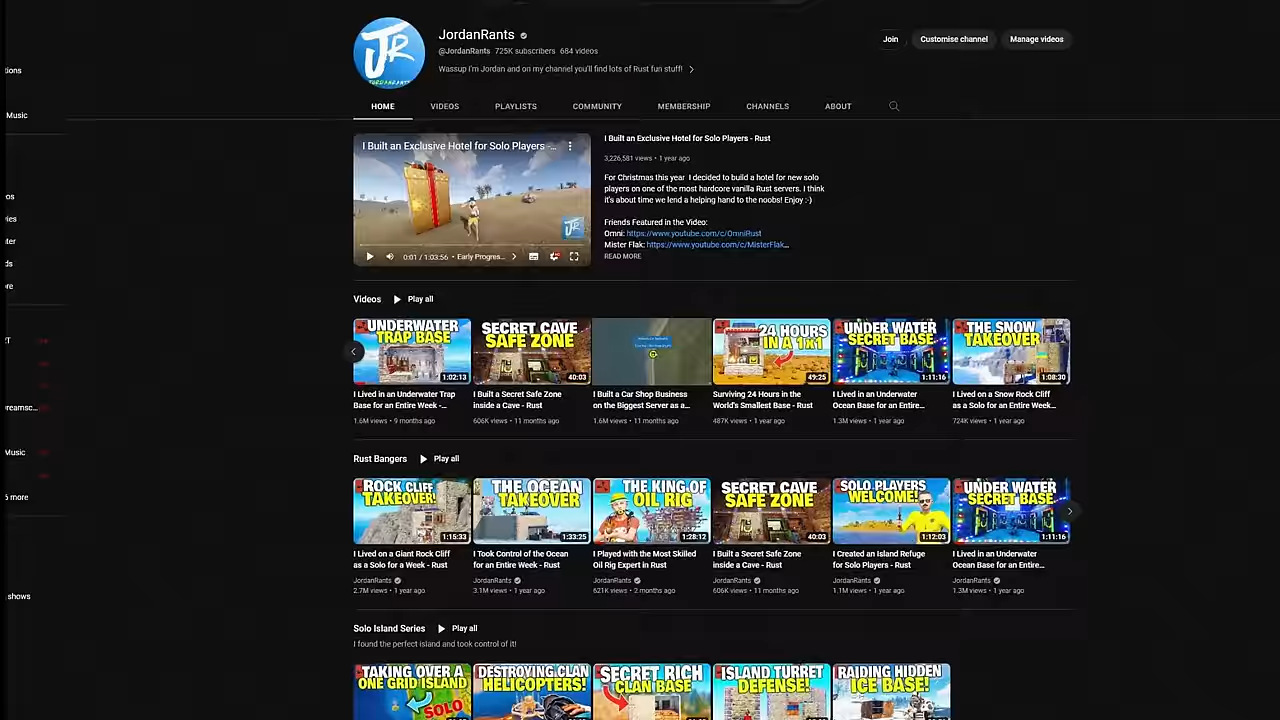 JR
JORDANRANTS
JordanRants
@JordanRants 725K subscribers 684 videos
Wassup I'm Jordan and on my channel you'll find lots of Rust fun stuff!
Join
Customise channel
Manage videos
HOME
VIDEOS
PLAYLISTS
COMMUNITY
MEMBERSHIP
CHANNELS
ABOUT
tions
Music
os
ies
ter
ds
ore
reamsc...
Music
6 more
shows
I Built an Exclusive Hotel for Solo Players -...
JR
0:01 / 1:03:56 • Early Progres...
I Built an Exclusive Hotel for Solo Players - Rust
3,226,581 views • 1 year ago
For Christmas this year I decided to build a hotel for new solo
players on one of the most hardcore vanilla Rust servers. I think
it's about time we lend a helping hand to the noobs! Enjoy :-)
Friends Featured in the Video:
Omni: https://www.youtube.com/c/OmniRust
Mister Flak: https://www.youtube.com/c/MisterFlak...
READ MORE
Videos
Play all
UNDERWATER
TRAP BASE
1:02:13
I Lived in an Underwater Trap
Base for an Entire Week -...
1.6M views • 9 months ago
SECRET CAVE
SAFE ZONE
40:03
I Built a Secret Safe Zone
inside a Cave - Rust
606K views • 11 months ago
I Built a Car Shop Business
on the Biggest Server as a...
1.6M views • 11 months ago
24 HOURS
IN A 1x1
49:25
Surviving 24 Hours in the
World's Smallest Base - Rust
487K views • 1 year ago
UNDER WATER
SECRET BASE
1:11:16
I Lived in an Underwater
Ocean Base for an Entire...
1.3M views • 1 year ago
THE SNOW
TAKEOVER
1:08:30
I Lived on a Snow Rock Cliff
as a Solo for an Entire Week...
724K views • 1 year ago
Rust Bangers
Play all
ROCK CLIFF
TAKEOVER!
1:15:33
I Lived on a Giant Rock Cliff
as a Solo for a Week - Rust
JordanRants
2.7M views • 1 year ago
THE OCEAN
TAKEOVER
1:33:25
I Took Control of the Ocean
for an Entire Week - Rust
JordanRants
3.1M views • 1 year ago
THE KING OF
OIL RIG
1:28:12
I Played with the Most Skilled
Oil Rig Expert in Rust
JordanRants
621K views • 2 months ago
SECRET CAVE
SAFE ZONE
40:03
I Built a Secret Safe Zone
inside a Cave - Rust
JordanRants
606K views • 11 months ago
SOLO PLAYERS
WELCOME!
1:12:03
I Created an Island Refuge
for Solo Players - Rust
JordanRants
1.1M views • 1 year ago
UNDER WATER
SECRET BASE
1:11:16
I Lived in an Underwater
Ocean Base for an Entire...
JordanRants
1.3M views • 1 year ago
Solo Island Series
Play all
I found the perfect island and took control of it!
TAKING OVER A
ONE GRID ISLAND
SOLO
DESTROYING CLAN
HELICOPTERS!
SECRET RICH
CLAN BASE
ISLAND TURRET
DEFENSE!
RAIDING HIDDEN
ICE BASE!